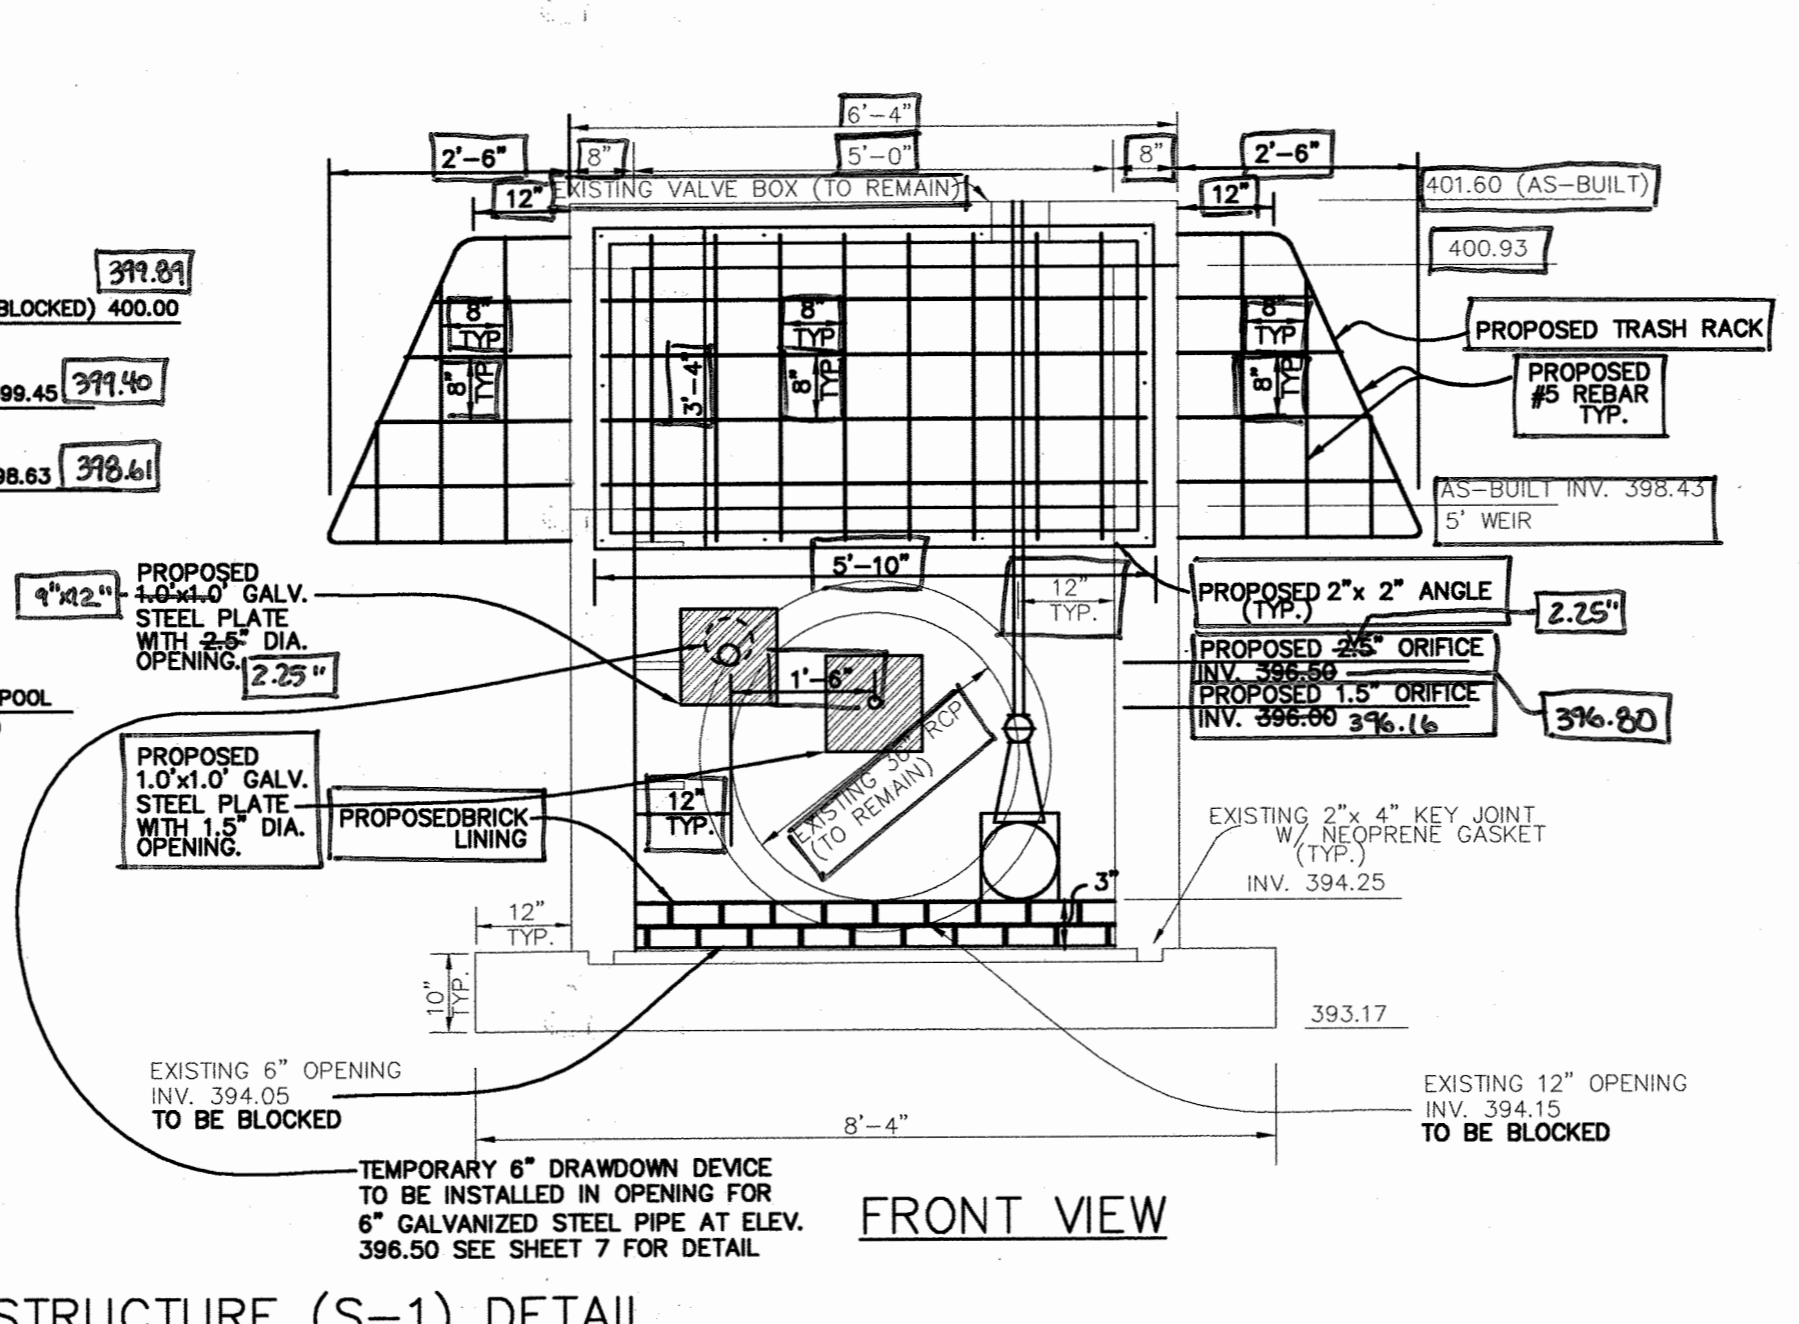 6'-4"
2'-6"
8"
5'-0"
8"
2'-6"
12"
EXISTING VALVE BOX (TO REMAIN)
12"
401.60 (AS-BUILT)
400.93
399.89
BLOCKED) 400.00
99.45 399.40
98.63 398.61
8"
TYP
8"
TYP
3'-4"
8"
TYP
8"
TYP
8"
TYP
8"
TYP
PROPOSED TRASH RACK
PROPOSED
#5 REBAR
TYP.
AS-BUILT INV. 398.43
5' WEIR
5'-10"
12"
TYP.
PROPOSED 2"x 2" ANGLE
(TYP.)
2.25"
PROPOSED 2.5" ORIFICE
INV. 396.50
PROPOSED 1.5" ORIFICE
INV. 396.00 396.16
396.80
9"x12"
PROPOSED
1.0'x1.0' GALV.
STEEL PLATE
WITH 2.5" DIA.
OPENING.
2.25"
1'-6"
POOL
PROPOSED
1.0'x1.0' GALV.
STEEL PLATE
WITH 1.5" DIA.
OPENING.
PROPOSEDBRICK
LINING
12"
TYP.
EXISTING 36" RCP
(TO REMAIN)
EXISTING 2"x 4" KEY JOINT
W/ NEOPRENE GASKET
(TYP.)
INV. 394.25
3"
12"
TYP.
10"
TYP.
393.17
EXISTING 6" OPENING
INV. 394.05
TO BE BLOCKED
EXISTING 12" OPENING
INV. 394.15
TO BE BLOCKED
8'-4"
TEMPORARY 6" DRAWDOWN DEVICE
TO BE INSTALLED IN OPENING FOR
6" GALVANIZED STEEL PIPE AT ELEV.
396.50 SEE SHEET 7 FOR DETAIL
FRONT VIEW
STRUCTURE (S-1) DETAIL